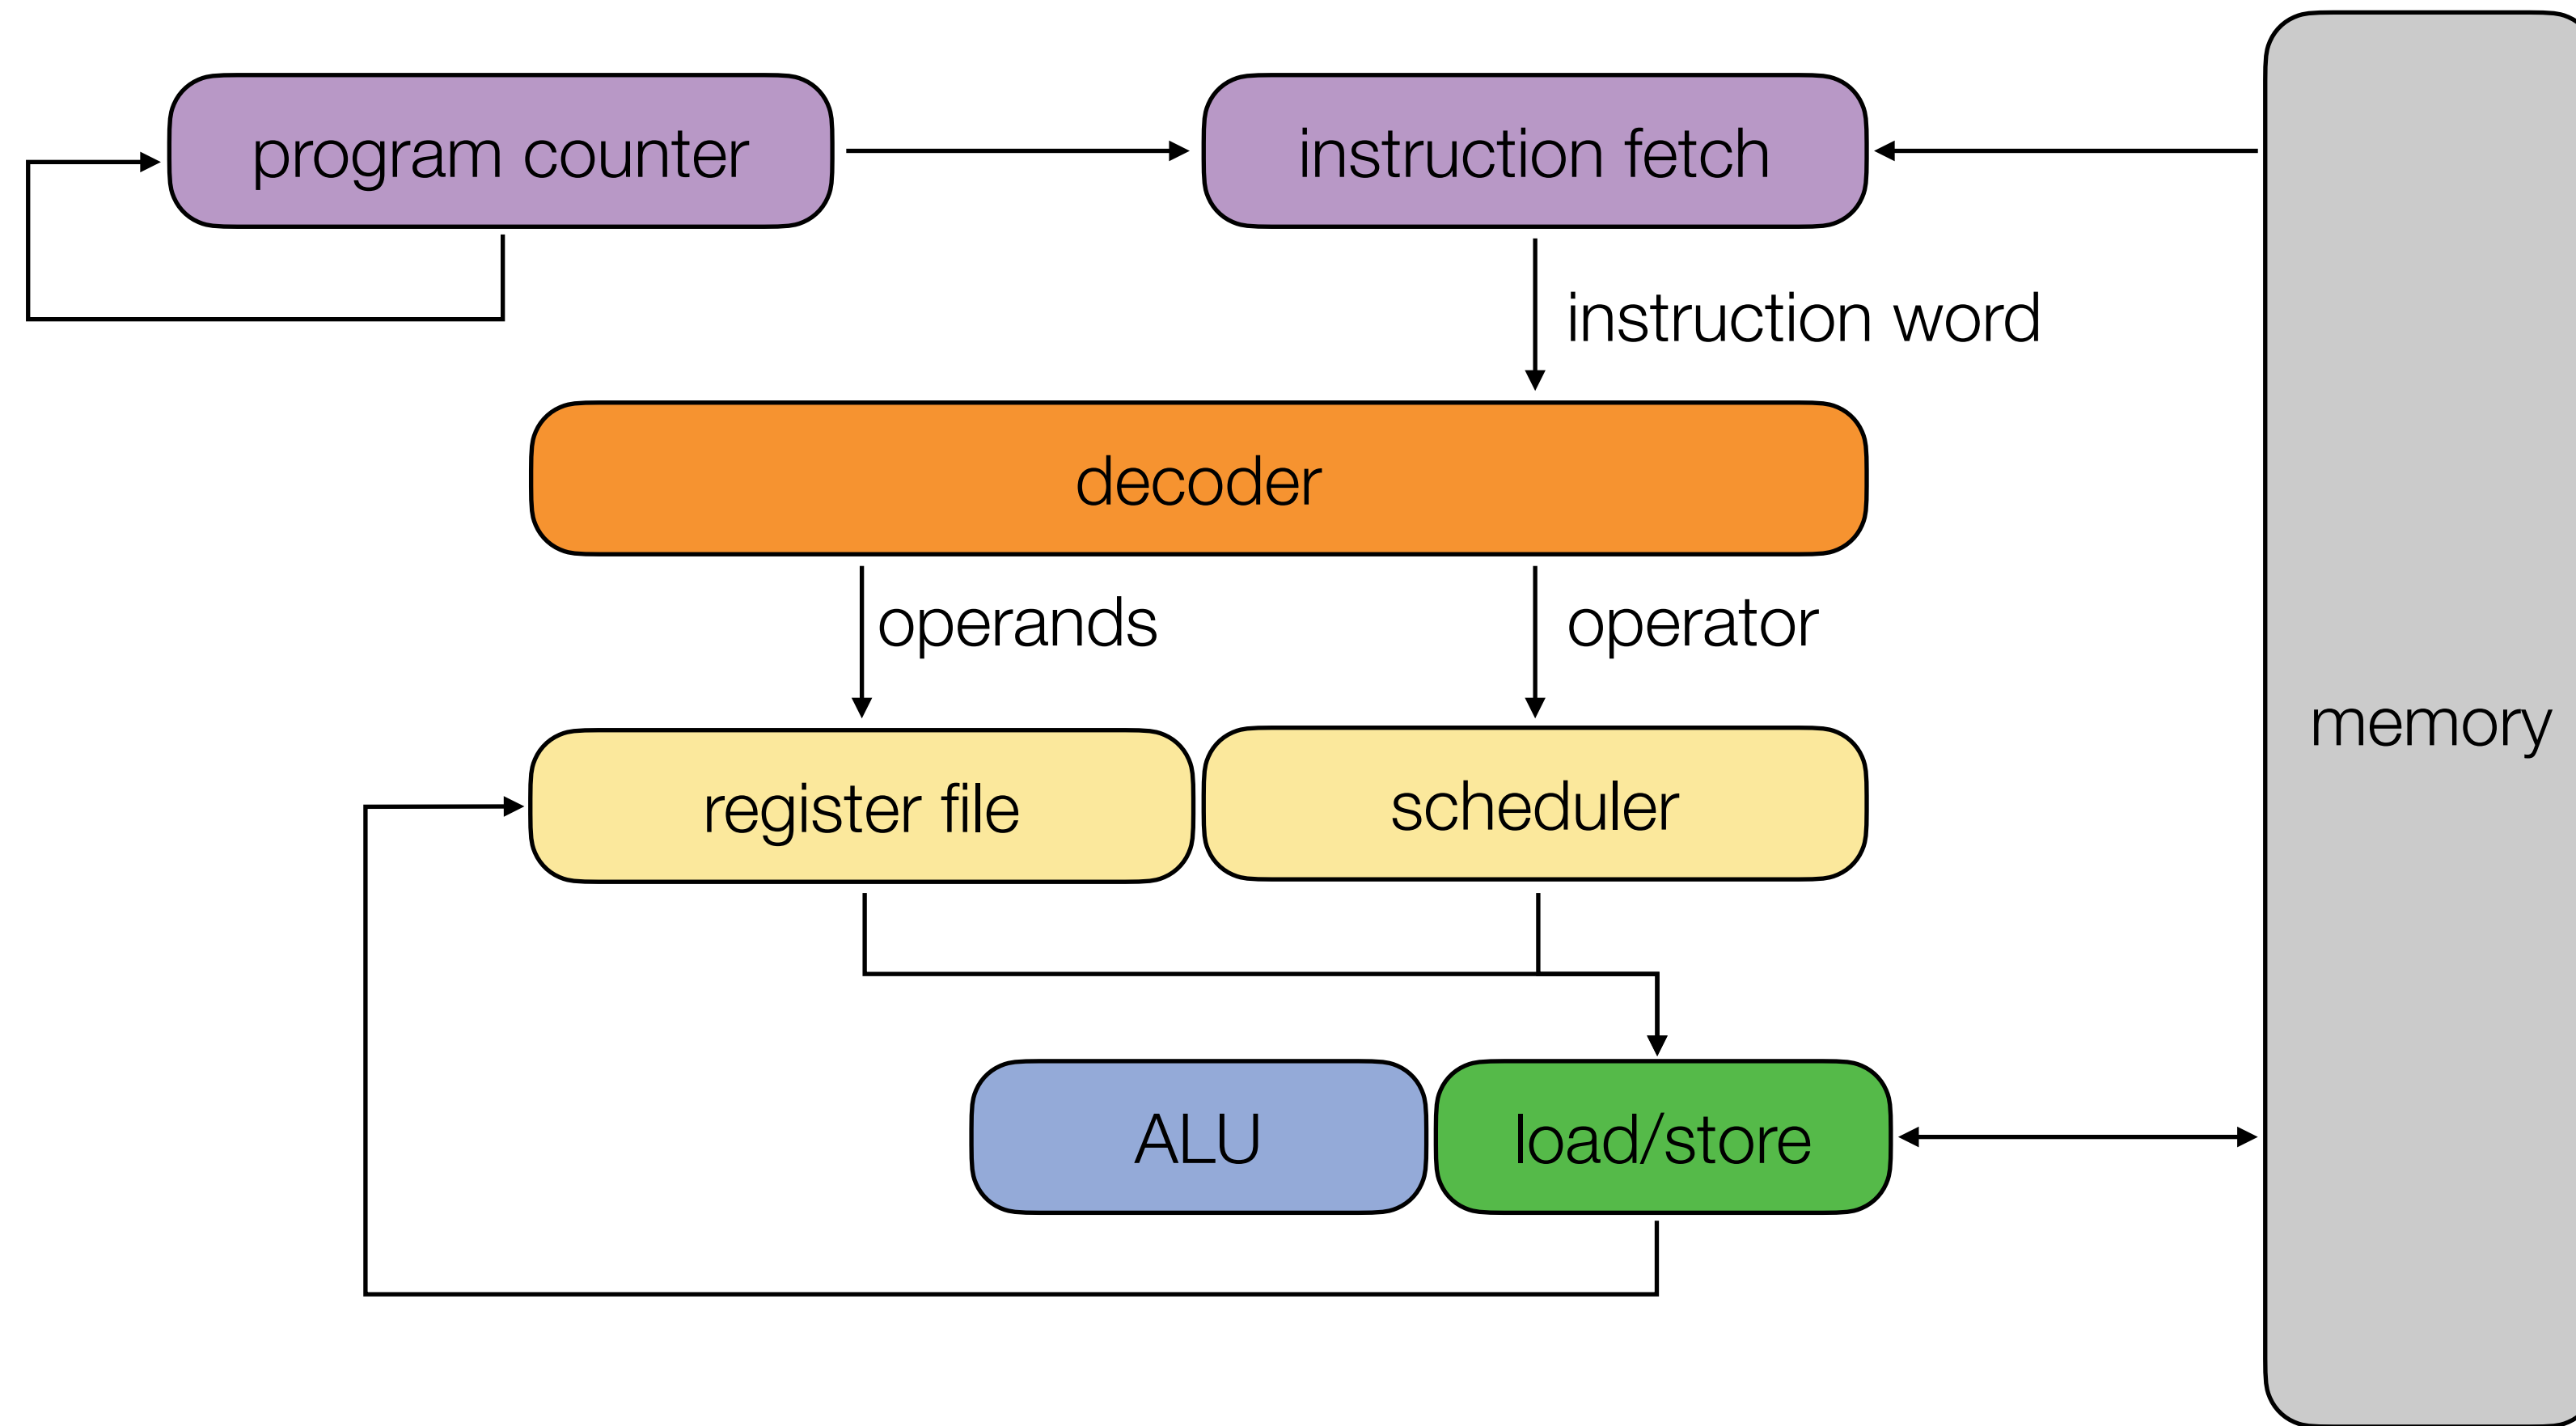 program counter
instruction fetch
instruction word
decoder
operands
operator
memory
register file
scheduler
ALU
load/store